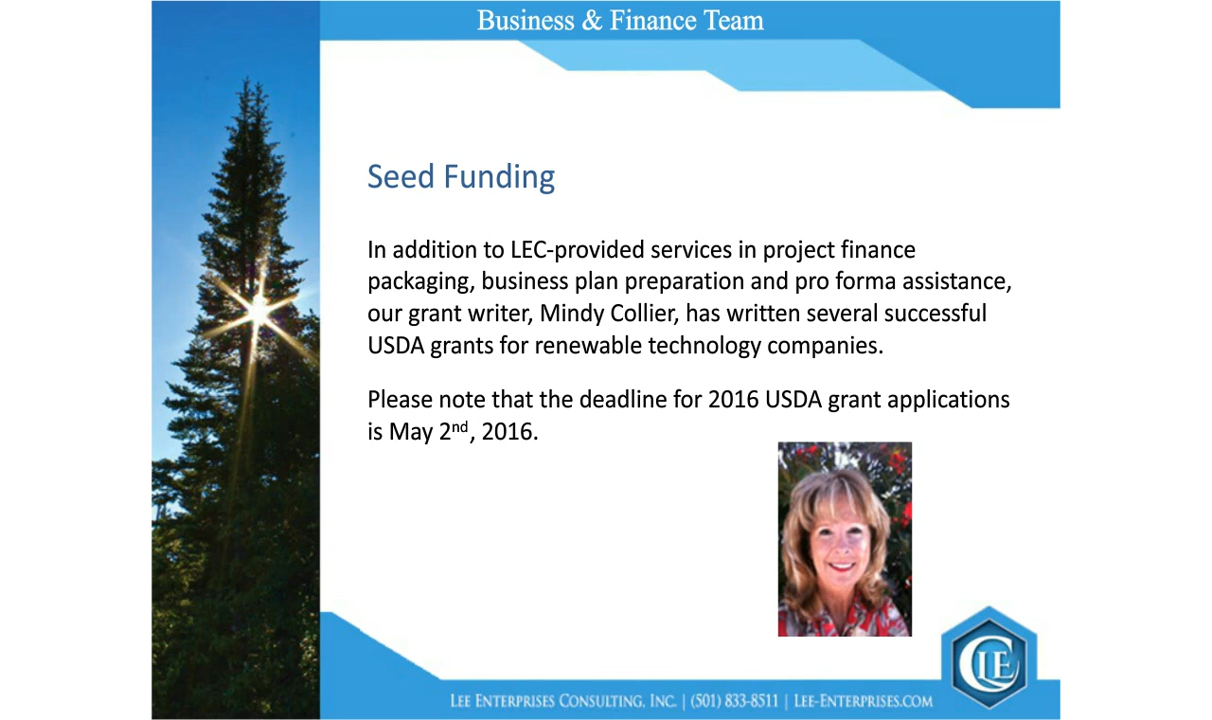 Business & Finance Team
Seed Funding
In addition to LEC-provided services in project finance
packaging, business plan preparation and pro forma assistance,
our grant writer, Mindy Collier, has written several successful
USDA grants for renewable technology companies.
Please note that the deadline for 2016 USDA grant applications
is May 2nd, 2016.
CLE
LEE ENTERPRISES CONSULTING, INC. | (501) 833-8511 | LEE-ENTERPRISES.COM